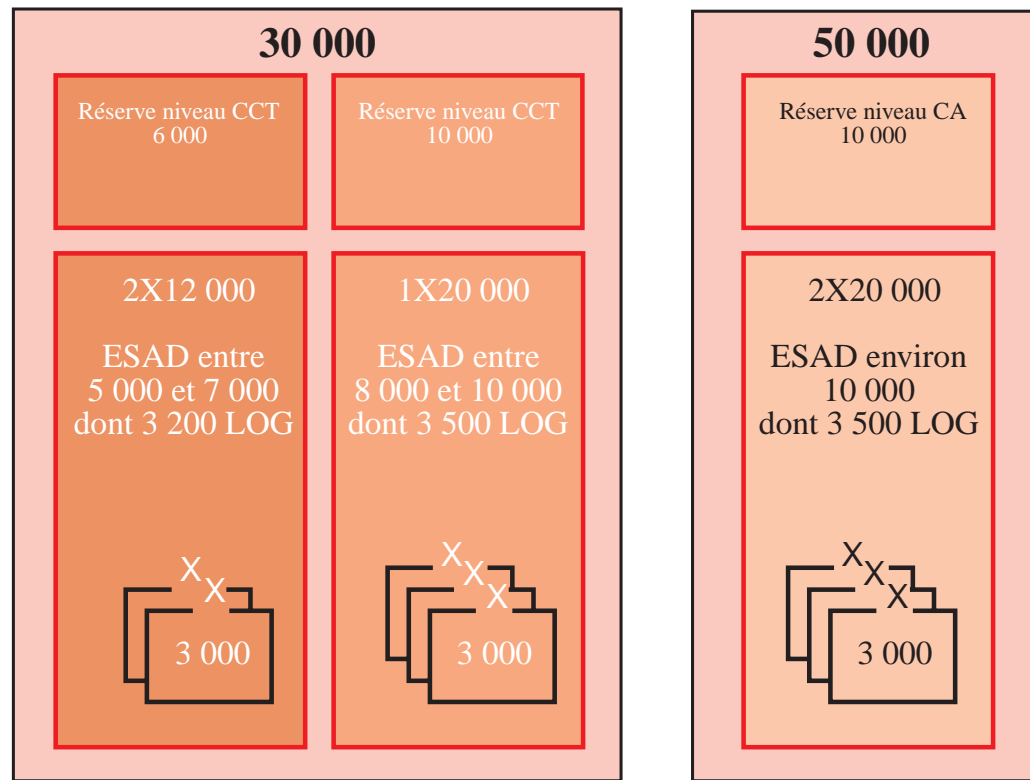 30 000
Réserve niveau CCT
6 000
Réserve niveau CCT
10 000
2X12 000
ESAD entre
5 000 et 7 000
dont 3 200 LOG
X
X
3 000
1X20 000
ESAD entre
8 000 et 10 000
dont 3 500 LOG
X
X
X
3 000
50 000
Réserve niveau CA
10 000
2X20 000
ESAD environ
10 000
dont 3 500 LOG
X
X
X
3 000